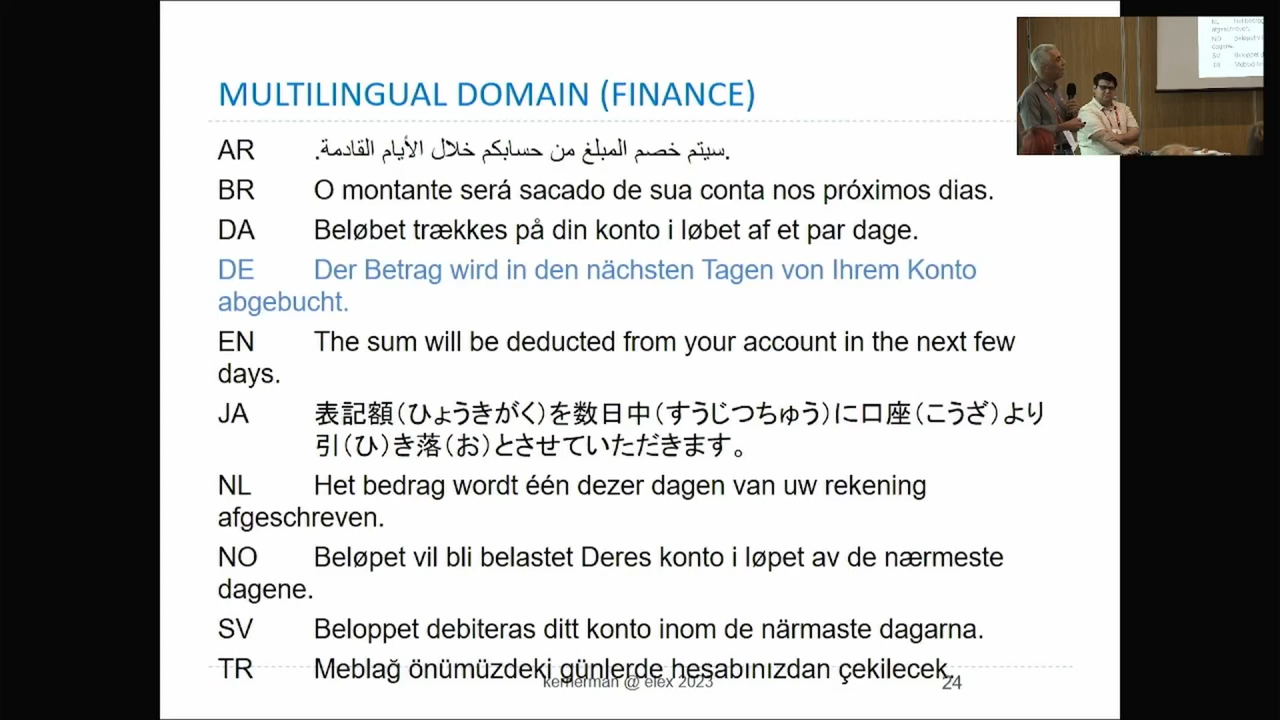 MULTILINGUAL DOMAIN (FINANCE)
AR .سيتم خصم المبلغ من حسابكم خلال الأيام القادمة.
BR O montante será sacado de sua conta nos próximos dias.
DA Beløbet trækkes på din konto i løbet af et par dage.
DE Der Betrag wird in den nächsten Tagen von Ihrem Konto
abgebucht.
EN The sum will be deducted from your account in the next few
days.
JA 表記額(ひょうきがく)を数日中(すうじつちゅう)に口座(こうざ)より
引(ひ)き落(お)とさせていただきます。
NL Het bedrag wordt één dezer dagen van uw rekening
afgeschreven.
NO Beløpet vil bli belastet Deres konto i løpet av de nærmeste
dagene.
SV Beloppet debiteras ditt konto inom de närmaste dagarna.
TR Meblağ önümüzdeki günlerde hesabınızdan çekilecek.
kernerman @ elex 2023 24